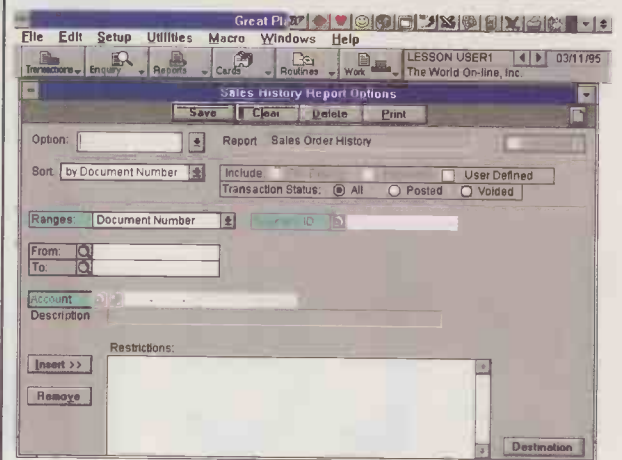 Great Pl
File Edit Setup Utilities Macro Windows Help
Transactions Enquiry Reports Cards Routines Work LESSON USER1 03/11/95
The World On-line, Inc.
Sales History Report Options
Save Clear Delete Print
Option: Report Sales Order History
Sort by Document Number Include User Defined
Transaction Status: All Posted Voided
Ranges: Document Number ID
From:
To:
Account
Description
Restrictions:
Insert >>
Remove
Destination